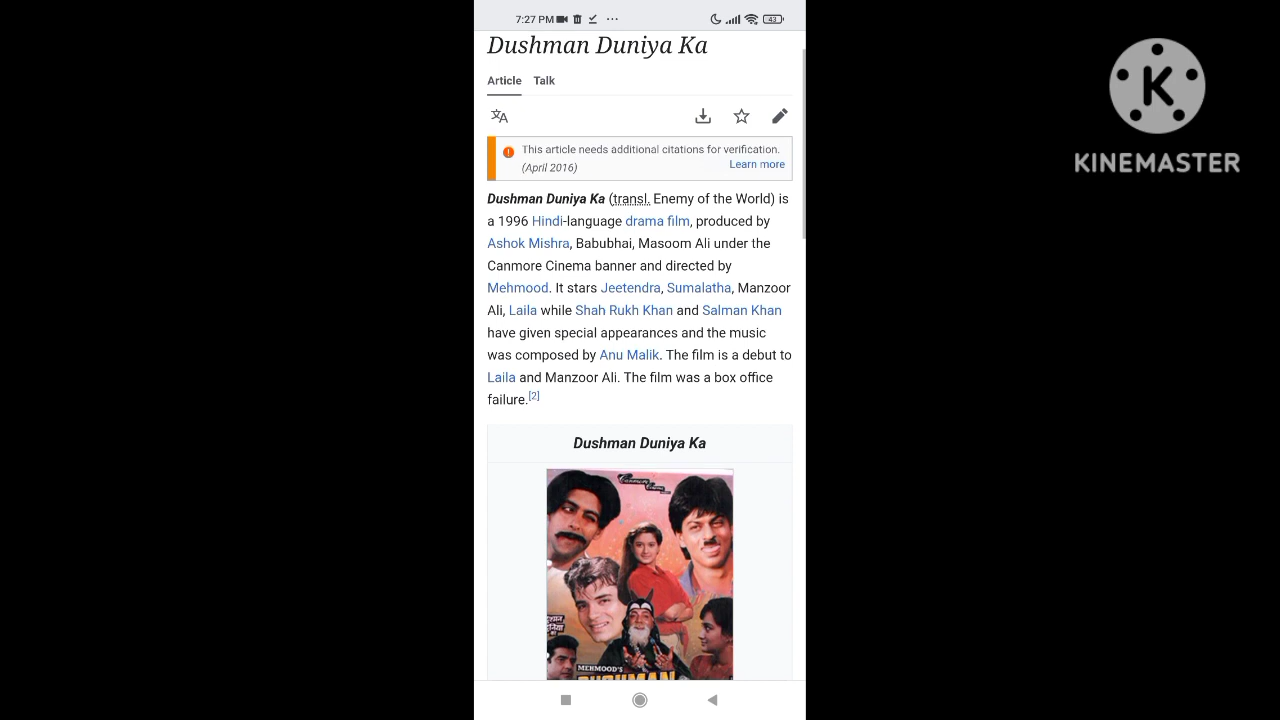 7:27 PM
43
Dushman Duniya Ka
Article Talk
This article needs additional citations for verification.
(April 2016) Learn more
Dushman Duniya Ka (transl. Enemy of the World) is
a 1996 Hindi-language drama film, produced by
Ashok Mishra, Babubhai, Masoom Ali under the
Canmore Cinema banner and directed by
Mehmood. It stars Jeetendra, Sumalatha, Manzoor
Ali, Laila while Shah Rukh Khan and Salman Khan
have given special appearances and the music
was composed by Anu Malik. The film is a debut to
Laila and Manzoor Ali. The film was a box office
failure.[2]
Dushman Duniya Ka
Canmore Cinema
MEHMOOD'S
DUSHMAN
K
KINEMASTER